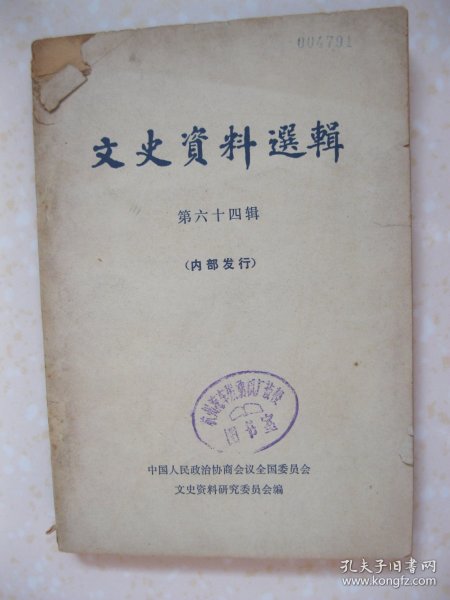 004791
文史資料選輯
第六十四辑
(内部发行)
图书室
中国人民政治协商会议全国委员会
文史资料研究委员会编
孔夫子旧书网
www.kongfz.com